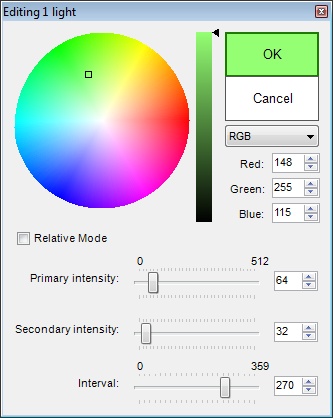 Editing 1 light
OK
Cancel
RGB
Red: 148
Green: 255
Blue: 115
Relative Mode
0 512
Primary intensity: 64
Secondary intensity: 32
0 359
Interval: 270